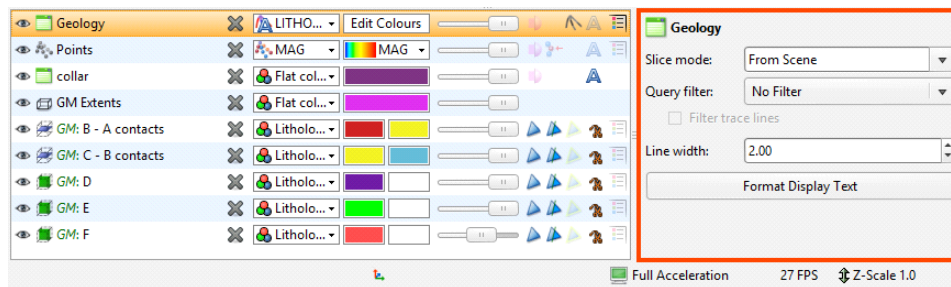 Geology LITHO... Edit Colours
Points MAG MAG
collar Flat col...
GM Extents Flat col...
GM: B - A contacts Litholo...
GM: C - B contacts Litholo...
GM: D Litholo...
GM: E Litholo...
GM: F Litholo...
Geology
Slice mode: From Scene
Query filter: No Filter
Filter trace lines
Line width: 2.00
Format Display Text
Full Acceleration 27 FPS Z-Scale 1.0